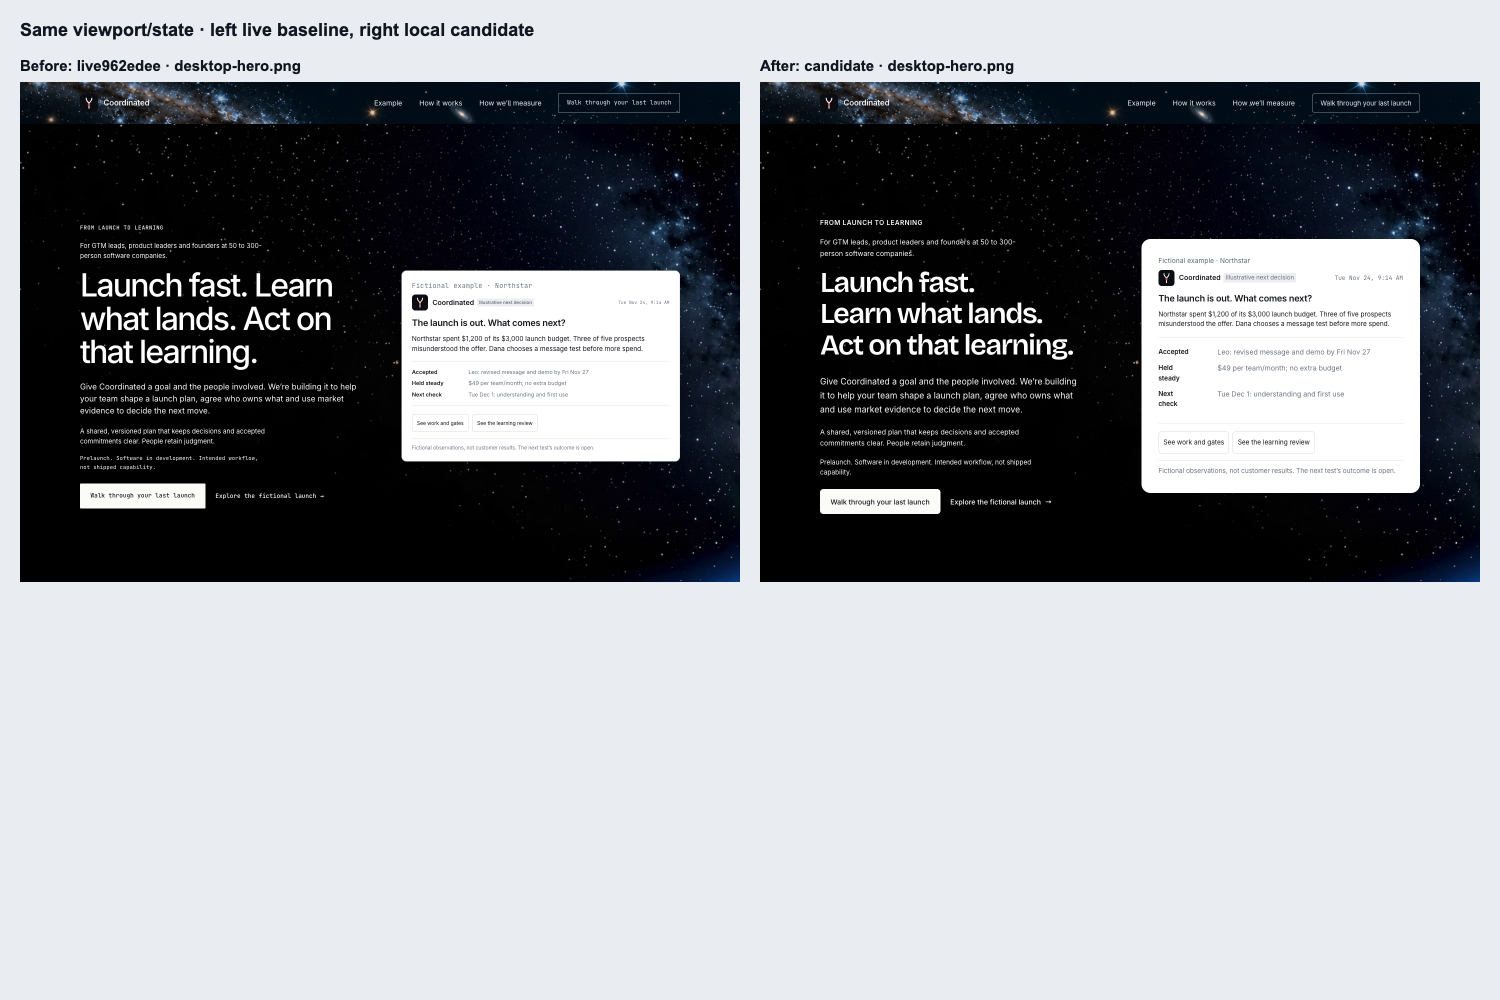 Same viewport/state · left live baseline, right local candidate
Before: live962edee · desktop-hero.png
Coordinated
Example
How it works
How we'll measure
Walk through your last launch
FROM LAUNCH TO LEARNING
For GTM leads, product leaders and founders at 50 to 300-
person software companies.
Launch fast. Learn
what lands. Act on
that learning.
Give Coordinated a goal and the people involved. We're building it to help
your team shape a launch plan, agree who owns what and use market
evidence to decide the next move.
A shared, versioned plan that keeps decisions and accepted
commitments clear. People retain judgment.
Prelaunch. Software in development. Intended workflow,
not shipped capability.
Walk through your last launch
Explore the fictional launch →
Fictional example · Northstar
Coordinated
Illustrative next decision
Tue Nov 24, 9:14 AM
The launch is out. What comes next?
Northstar spent $1,200 of its $3,000 launch budget. Three of five prospects
misunderstood the offer. Dana chooses a message test before more spend.
Accepted
Leo: revised message and demo by Fri Nov 27
Held steady
$49 per team/month; no extra budget
Next check
Tue Dec 1: understanding and first use
See work and gates
See the learning review
Fictional observations, not customer results. The next test's outcome is open.
After: candidate · desktop-hero.png
Coordinated
Example
How it works
How we'll measure
Walk through your last launch
FROM LAUNCH TO LEARNING
For GTM leads, product leaders and founders at 50 to 300-
person software companies.
Launch fast.
Learn what lands.
Act on that learning.
Give Coordinated a goal and the people involved. We're building
it to help your team shape a launch plan, agree who owns what
and use market evidence to decide the next move.
A shared, versioned plan that keeps decisions and accepted
commitments clear. People retain judgment.
Prelaunch. Software in development. Intended workflow, not shipped
capability.
Walk through your last launch
Explore the fictional launch →
Fictional example · Northstar
Coordinated
Illustrative next decision
Tue Nov 24, 9:14 AM
The launch is out. What comes next?
Northstar spent $1,200 of its $3,000 launch budget. Three of five prospects
misunderstood the offer. Dana chooses a message test before more spend.
Accepted
Leo: revised message and demo by Fri Nov 27
Held
steady
$49 per team/month; no extra budget
Next
check
Tue Dec 1: understanding and first use
See work and gates
See the learning review
Fictional observations, not customer results. The next test's outcome is open.